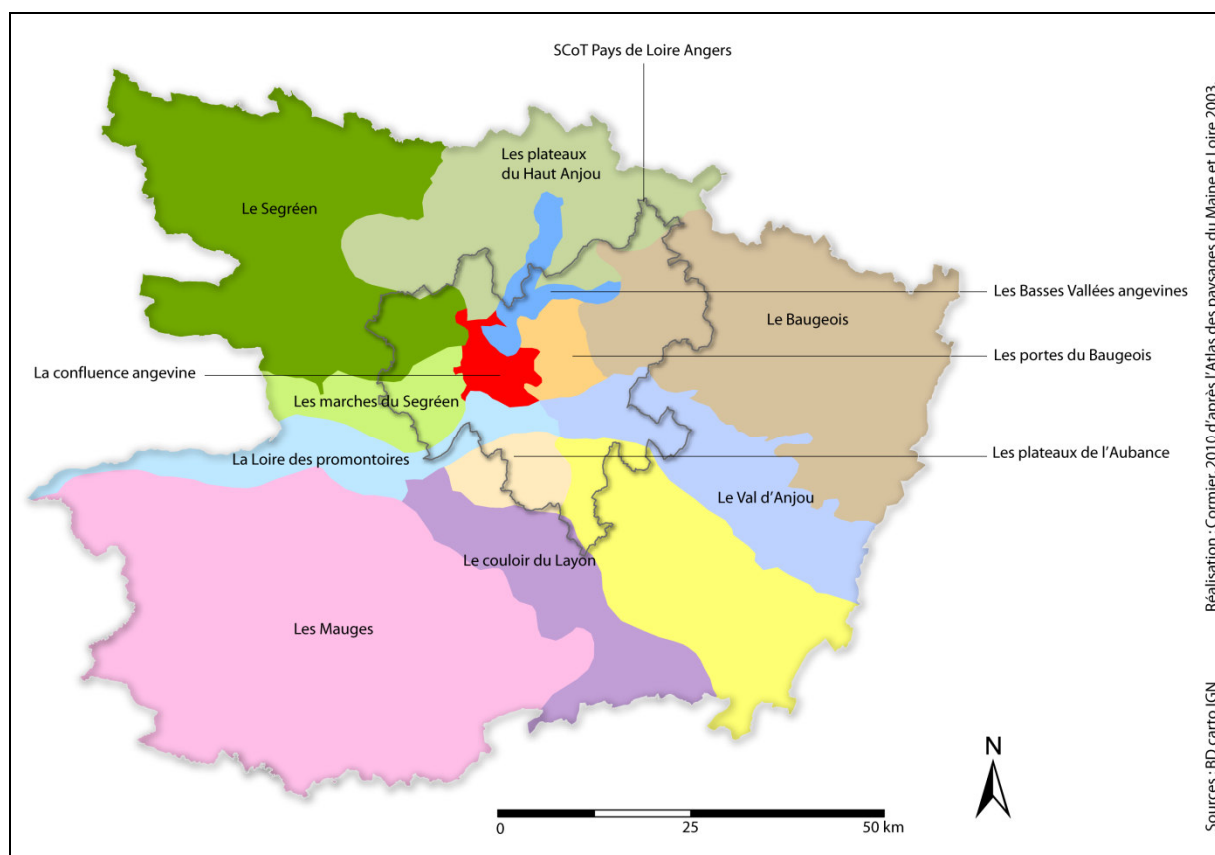 SCoT Pays de Loire Angers
Les plateaux
du Haut Anjou
Le Segréen
Les Basses Vallées angevines
Le Baugeois
Les portes du Baugeois
La confluence angevine
Les marches du Segréen
La Loire des promontoires
Les plateaux de l'Aubance
Le Val d'Anjou
Le couloir du Layon
Les Mauges
N
0 25 50 km
Réalisation : Cormier, 2010 d'après l'Atlas des paysages du Maine et Loire 2003.
Sources : BD carto IGN